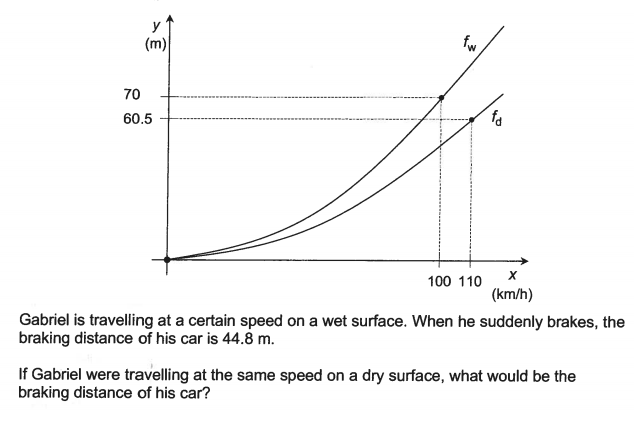 y
(m)
f_w
70
60.5
f_d
100 110
x
(km/h)
Gabriel is travelling at a certain speed on a wet surface. When he suddenly brakes, the
braking distance of his car is 44.8 m.
If Gabriel were travelling at the same speed on a dry surface, what would be the
braking distance of his car?